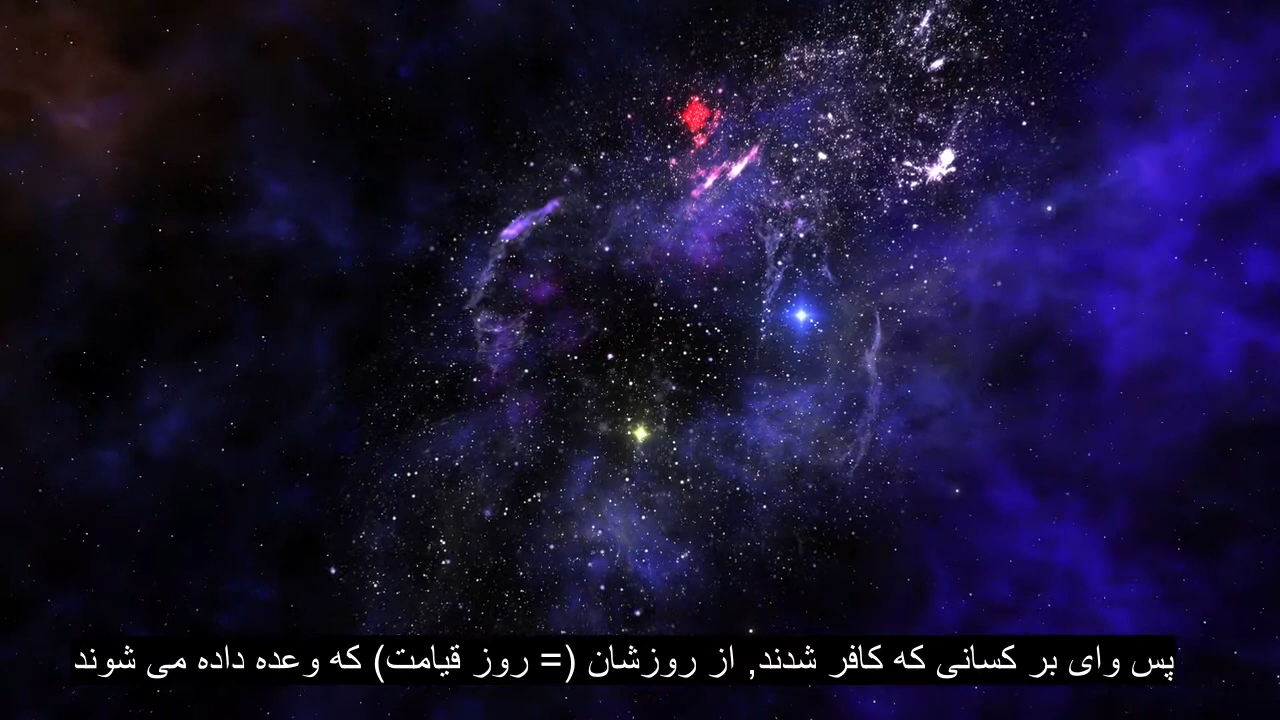 پس وای بر کسانی که کافر شدند, از روزشان (= روز قیامت) که وعده داده می شوند